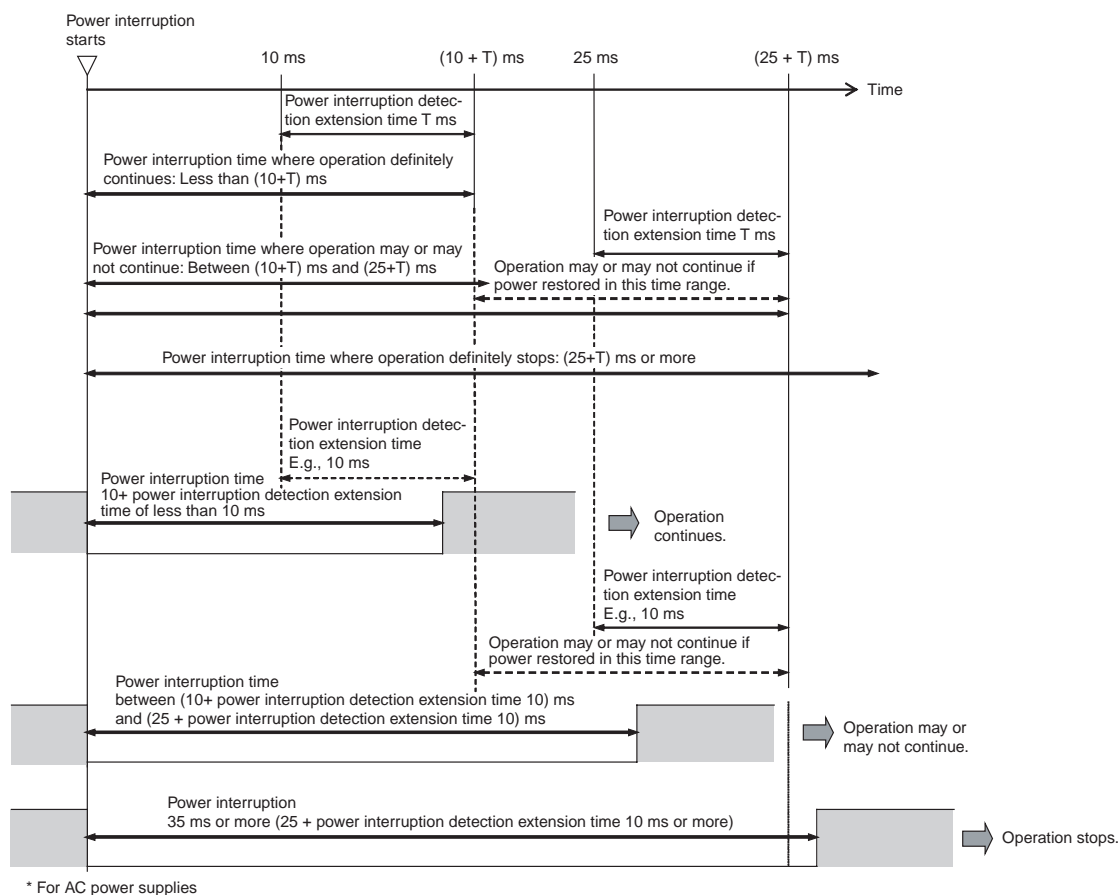 Power interruption
starts
10 ms
(10 + T) ms
25 ms
(25 + T) ms
Time
Power interruption detec-
tion extension time T ms
Power interruption time where operation definitely
continues: Less than (10+T) ms
Power interruption detec-
tion extension time T ms
Power interruption time where operation may or may
not continue: Between (10+T) ms and (25+T) ms
Operation may or may not continue if
power restored in this time range.
Power interruption time where operation definitely stops: (25+T) ms or more
Power interruption detec-
tion extension time
E.g., 10 ms
Power interruption time
10+ power interruption detection extension
time of less than 10 ms
Operation
continues.
Power interruption detec-
tion extension time
E.g., 10 ms
Operation may or may not continue if
power restored in this time range.
Power interruption time
between (10+ power interruption detection extension time 10) ms
and (25 + power interruption detection extension time 10) ms
Operation may or
may not continue.
Power interruption
35 ms or more (25 + power interruption detection extension time 10 ms or more)
Operation stops.
* For AC power supplies